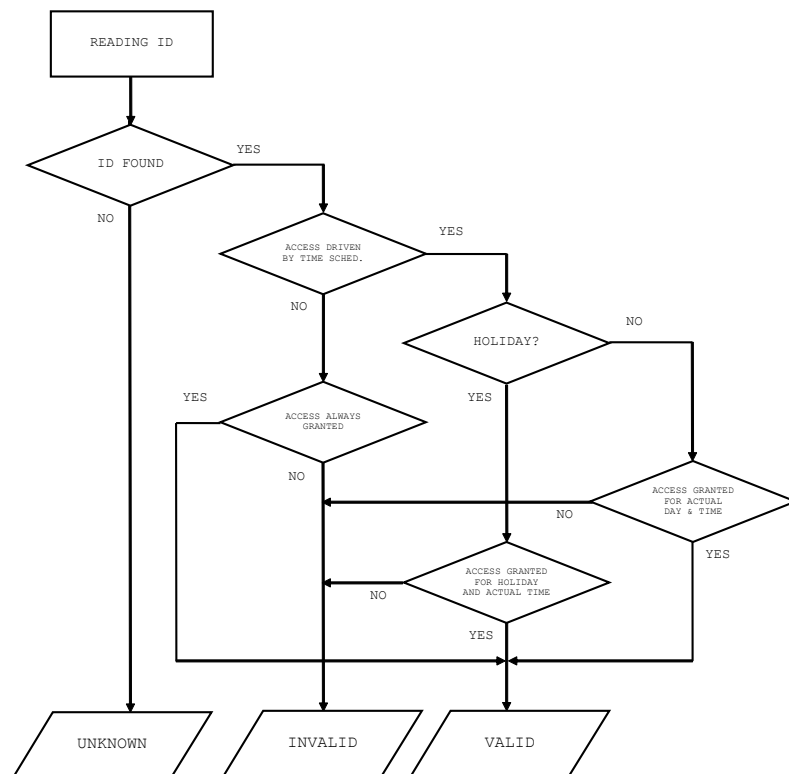 READING ID
YES
ID FOUND
NO
YES
ACCESS DRIVEN
BY TIME SCHED.
NO
NO
HOLIDAY?
YES
YES
ACCESS ALWAYS
GRANTED
NO
ACCESS GRANTED
FOR ACTUAL
DAY & TIME
NO
YES
ACCESS GRANTED
FOR HOLIDAY
AND ACTUAL TIME
NO
YES
UNKNOWN
INVALID
VALID